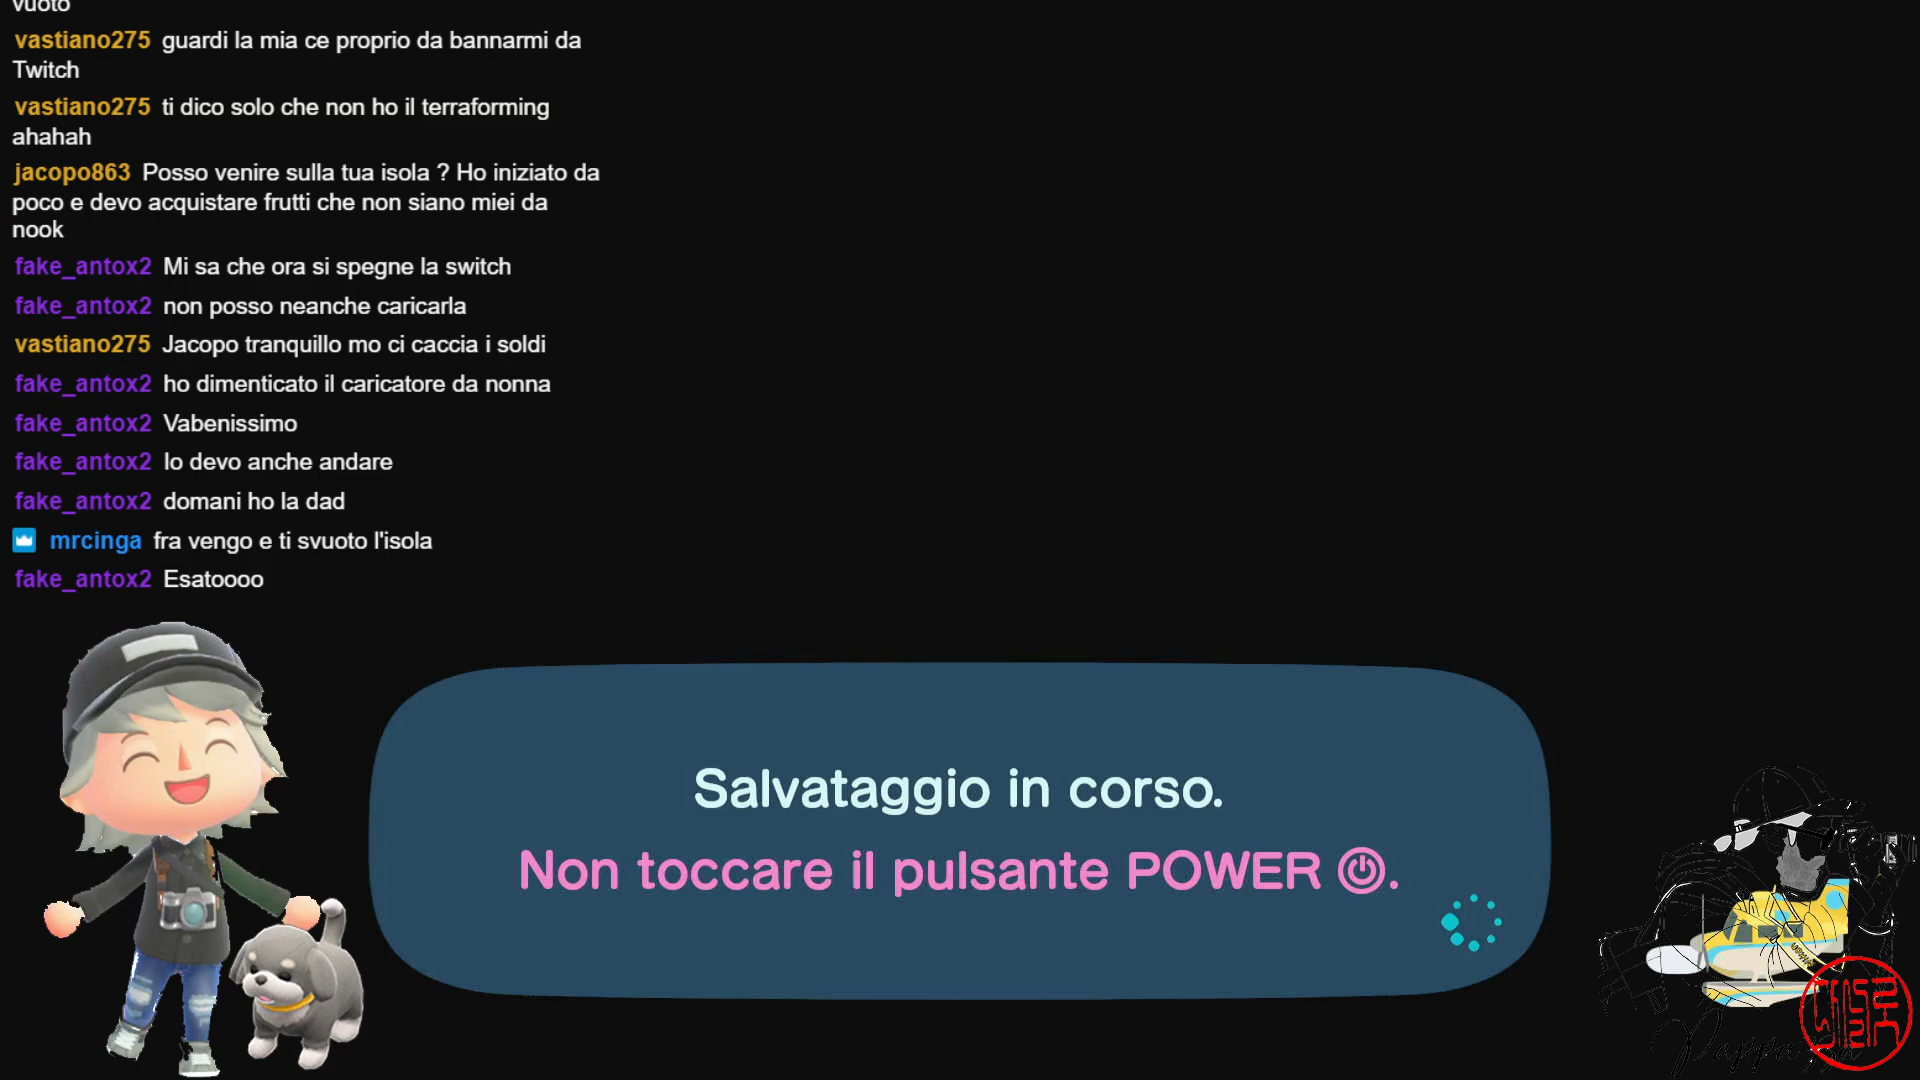 vuoto
vastiano275 guardi la mia ce proprio da bannarmi da
Twitch
vastiano275 ti dico solo che non ho il terraforming
ahahah
jacopo863 Posso venire sulla tua isola ? Ho iniziato da
poco e devo acquistare frutti che non siano miei da
nook
fake_antox2 Mi sa che ora si spegne la switch
fake_antox2 non posso neanche caricarla
vastiano275 Jacopo tranquillo mo ci caccia i soldi
fake_antox2 ho dimenticato il caricatore da nonna
fake_antox2 Vabenissimo
fake_antox2 Io devo anche andare
fake_antox2 domani ho la dad
mrcinga fra vengo e ti svuoto l'isola
fake_antox2 Esatoooo
Salvataggio in corso.
Non toccare il pulsante POWER.